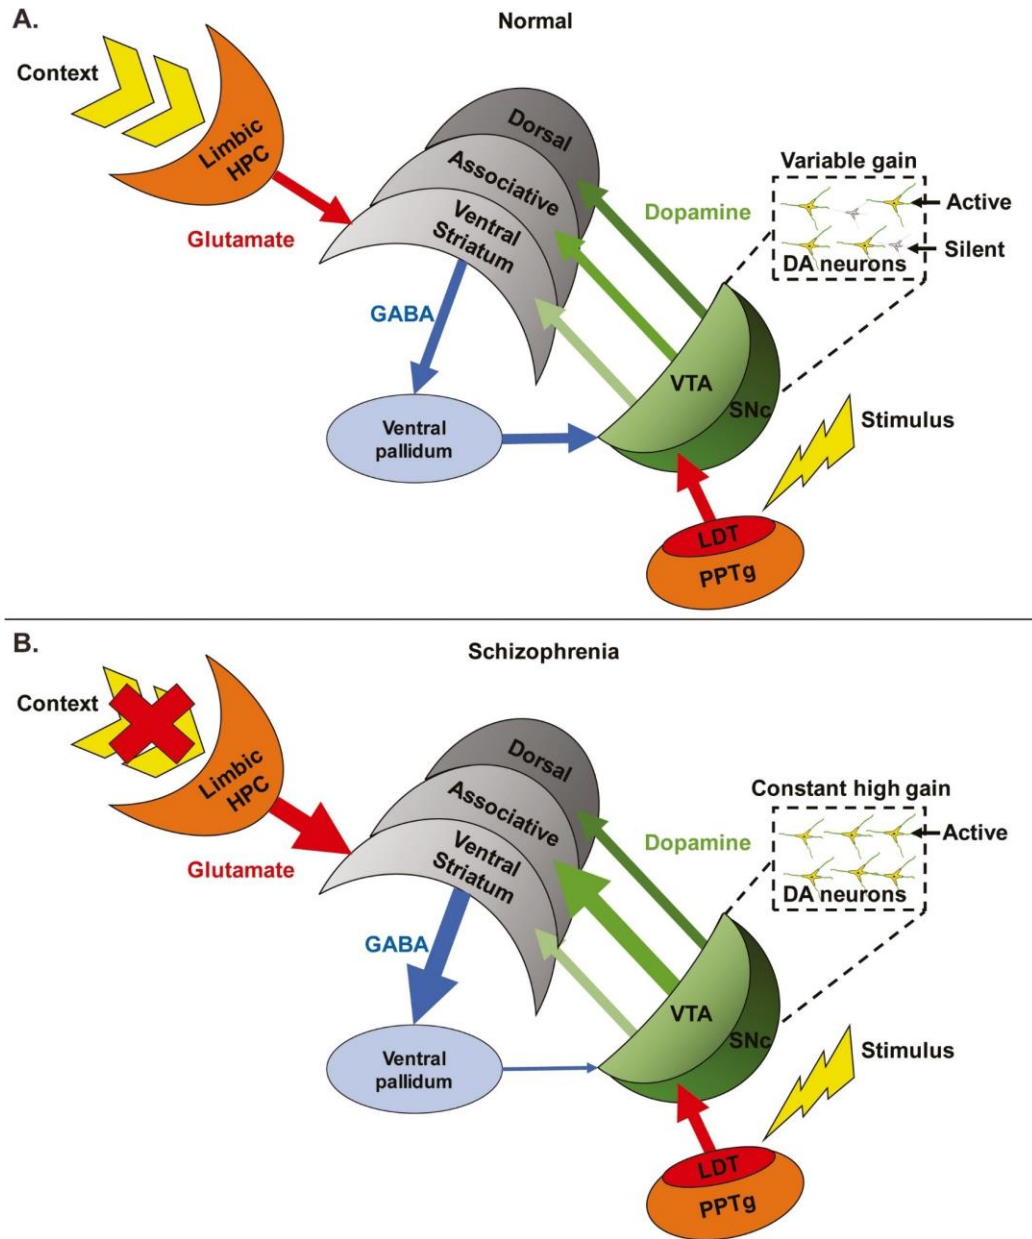 A.
Normal
Context
Limbic
HPC
Glutamate
Dorsal
Associative
Ventral
Striatum
Dopamine
Variable gain
Active
Silent
DA neurons
GABA
VTA
SNc
Ventral
pallidum
Stimulus
LDT
PPTg
B.
Schizophrenia
Context
Limbic
HPC
Glutamate
Dorsal
Associative
Ventral
Striatum
Dopamine
Constant high gain
Active
DA neurons
GABA
VTA
SNc
Ventral
pallidum
Stimulus
LDT
PPTg